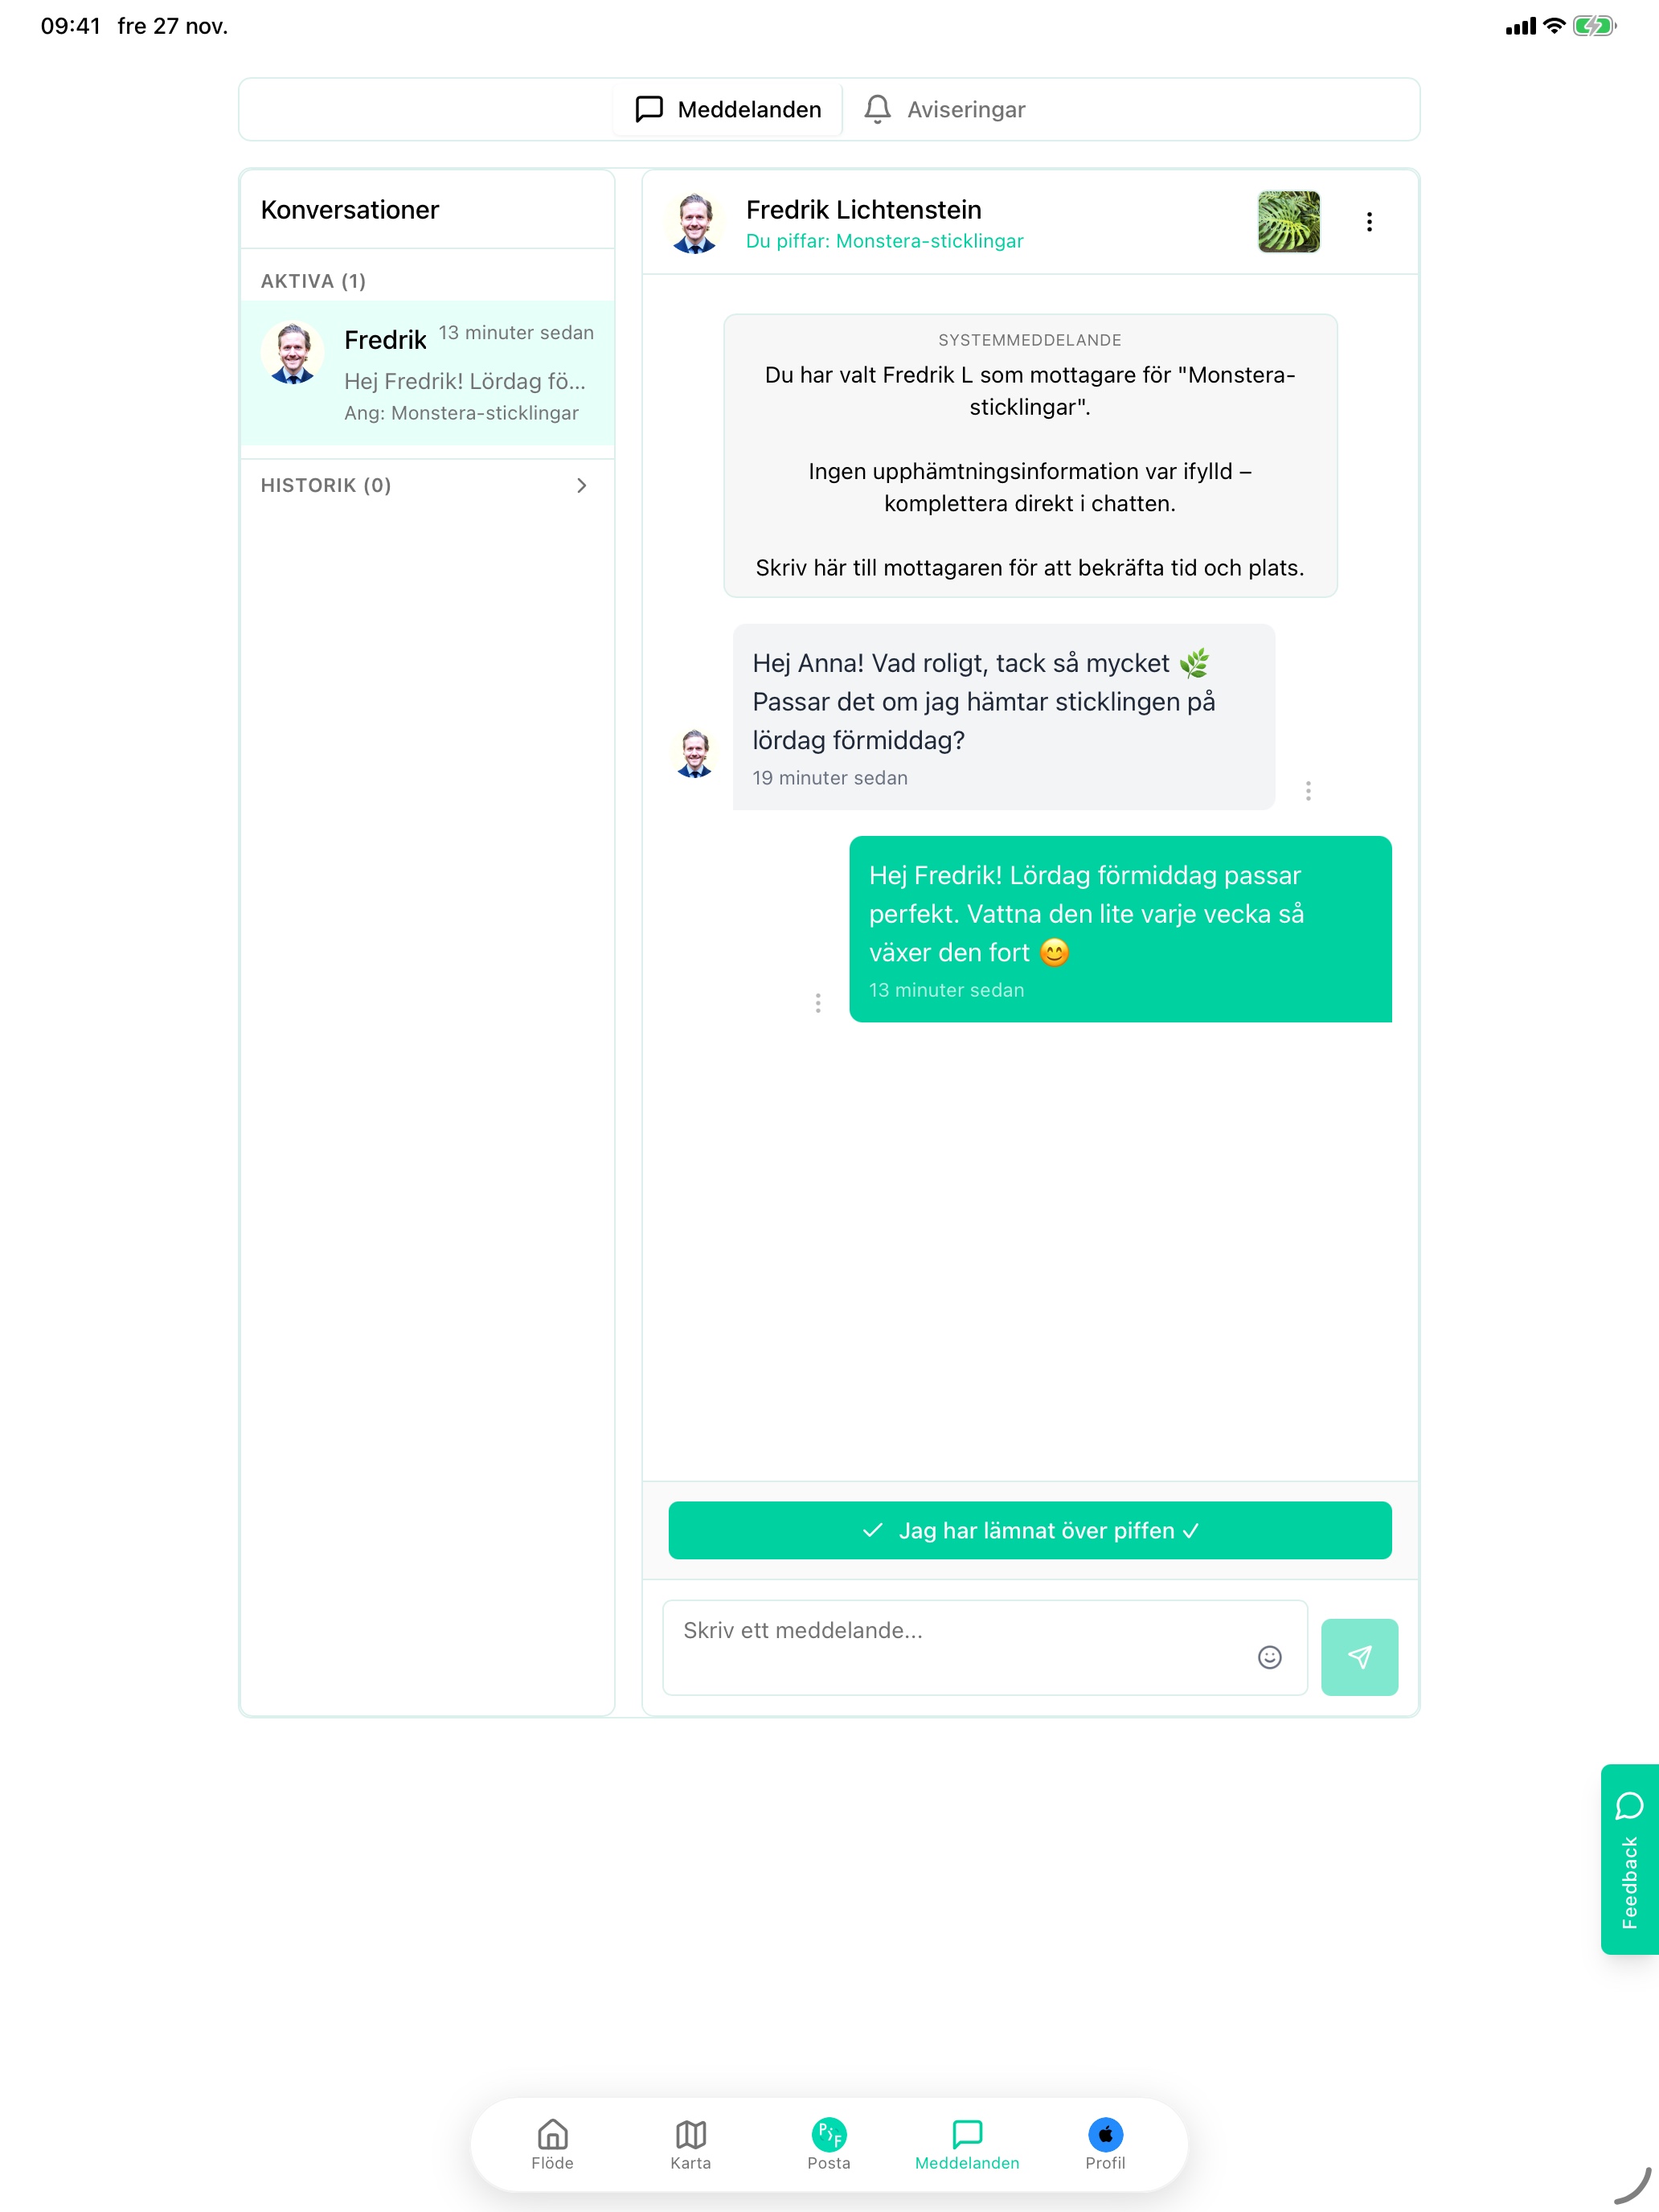 09:41 fre 27 nov.
Meddelanden
Aviseringar
Konversationer
AKTIVA (1)
Fredrik
13 minuter sedan
Hej Fredrik! Lördag fö...
Ang: Monstera-sticklingar
HISTORIK (0)
Fredrik Lichtenstein
Du piffar: Monstera-sticklingar
SYSTEMMEDDELANDE
Du har valt Fredrik L som mottagare för "Monstera-
sticklingar".
Ingen upphämtningsinformation var ifylld –
komplettera direkt i chatten.
Skriv här till mottagaren för att bekräfta tid och plats.
Hej Anna! Vad roligt, tack så mycket 🌿
Passar det om jag hämtar sticklingen på
lördag förmiddag?
19 minuter sedan
Hej Fredrik! Lördag förmiddag passar
perfekt. Vattna den lite varje vecka så
växer den fort 😊
13 minuter sedan
Jag har lämnat över piffen ✓
Skriv ett meddelande...
Feedback
Flöde
Karta
PiF
Posta
Meddelanden
Profil